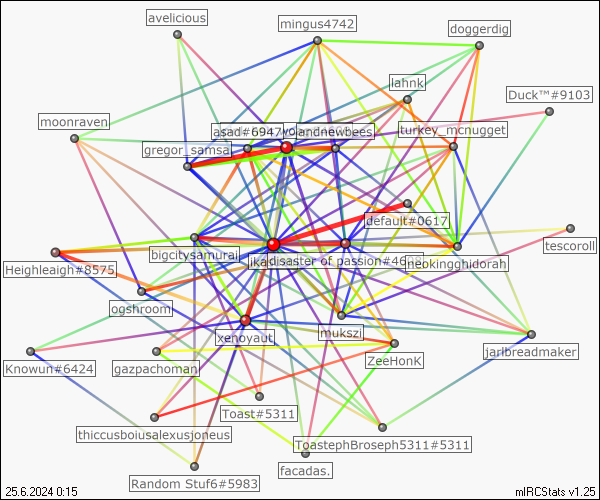 avelicious
mingus4742
doggerdig
lahnk
Duck™#9103
moonraven
asad#6947
andnewbees
turkey_mcnugget
gregor_samsa
default#0617
tescoroll
bigcitysamurai
disaster of passion#46
neokingghidorah
Heighleaigh#8575
ogshroom
xenoyaut
mukszi
jarlbreadmaker
ZeeHonK
Knowun#6424
gazpachoman
Toast#5311
thiccusboiusalexusjoneus
ToastephBroseph5311#5311
facadas.
Random Stuf6#5983
25.6.2024 0:15
mIRCStats v1.25